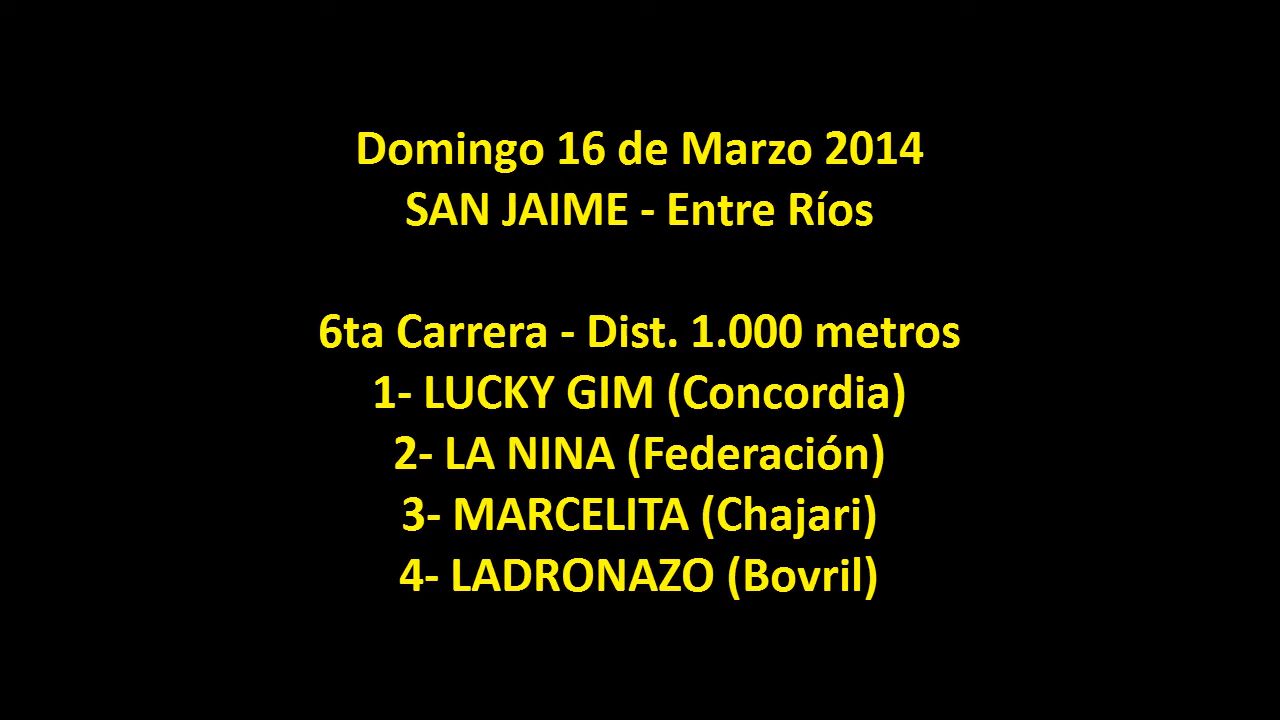 Domingo 16 de Marzo 2014
SAN JAIME - Entre Ríos
6ta Carrera - Dist. 1.000 metros
1- LUCKY GIM (Concordia)
2- LA NINA (Federación)
3- MARCELITA (Chajari)
4- LADRONAZO (Bovril)